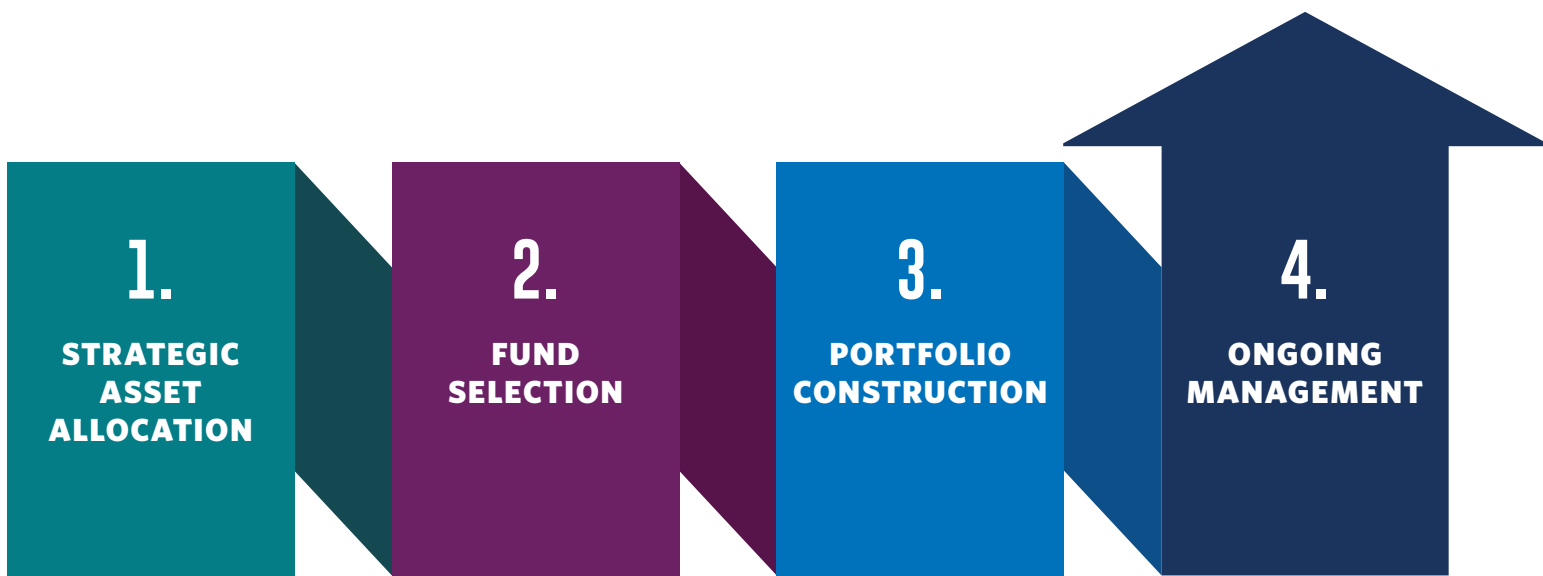 1.
STRATEGIC
ASSET
ALLOCATION
2.
FUND
SELECTION
3.
PORTFOLIO
CONSTRUCTION
4.
ONGOING
MANAGEMENT